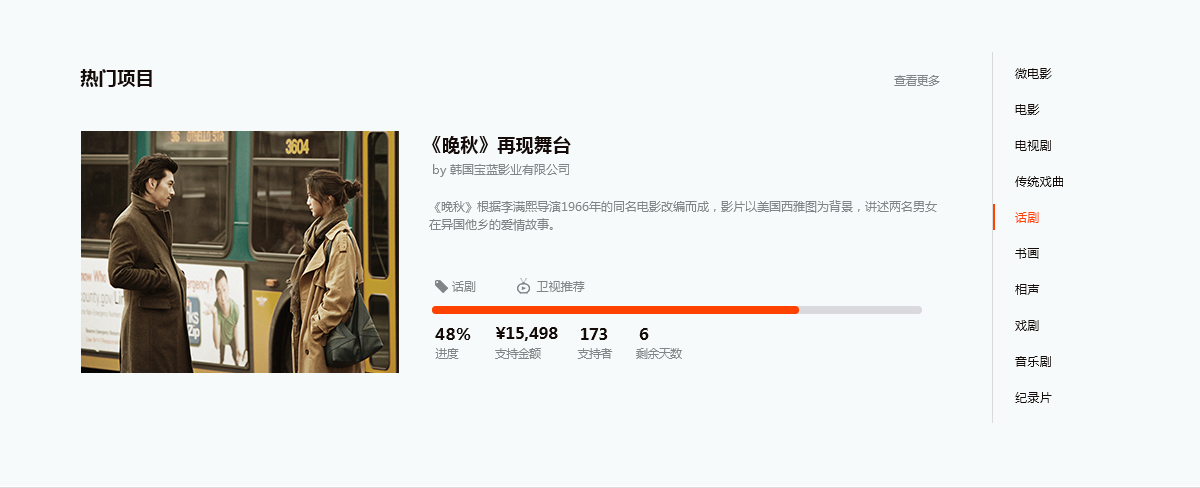 热门项目
查看更多
36 OTHELLO STA
3604
《晚秋》再现舞台
by 韩国宝蓝影业有限公司
《晚秋》根据李满熙导演1966年的同名电影改编而成，影片以美国西雅图为背景，讲述两名男女
在异国他乡的爱情故事。
话剧
卫视推荐
48%
¥15,498
173
6
进度
支持金额
支持者
剩余天数
微电影
电影
电视剧
传统戏曲
话剧
书画
相声
戏剧
音乐剧
纪录片